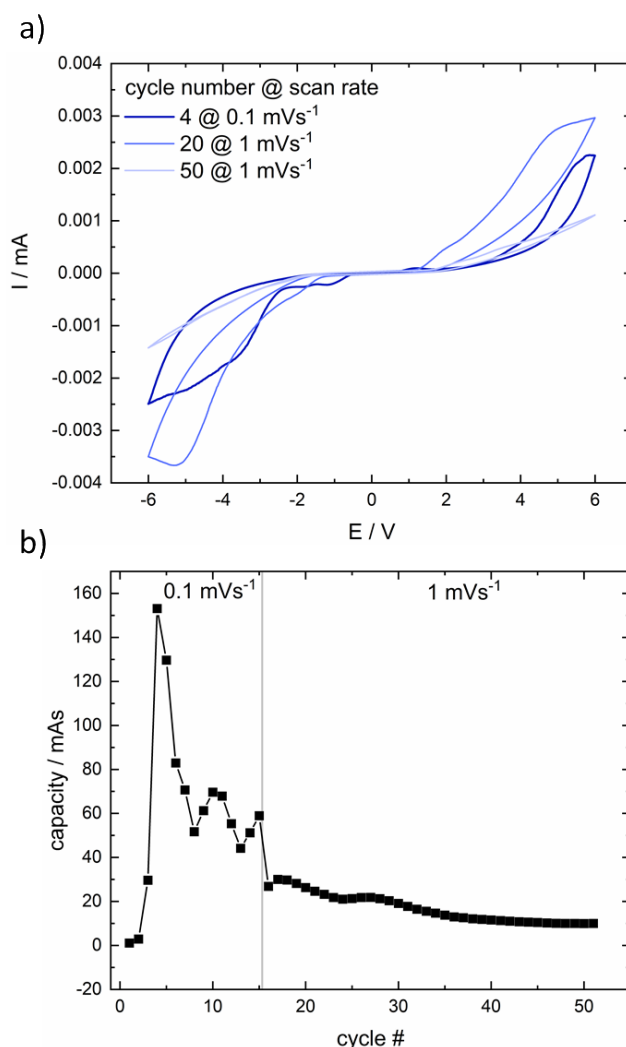 a)
0.004
0.003
0.002
0.001
0.000
-0.001
-0.002
-0.003
-0.004
I / mA
cycle number @ scan rate
4 @ 0.1 mVs⁻¹
20 @ 1 mVs⁻¹
50 @ 1 mVs⁻¹
-6 -4 -2 0 2 4 6
E / V
b)
160
140
120
100
80
60
40
20
0
-20
capacity / mAs
0.1 mVs⁻¹ 1 mVs⁻¹
0 10 20 30 40 50
cycle #